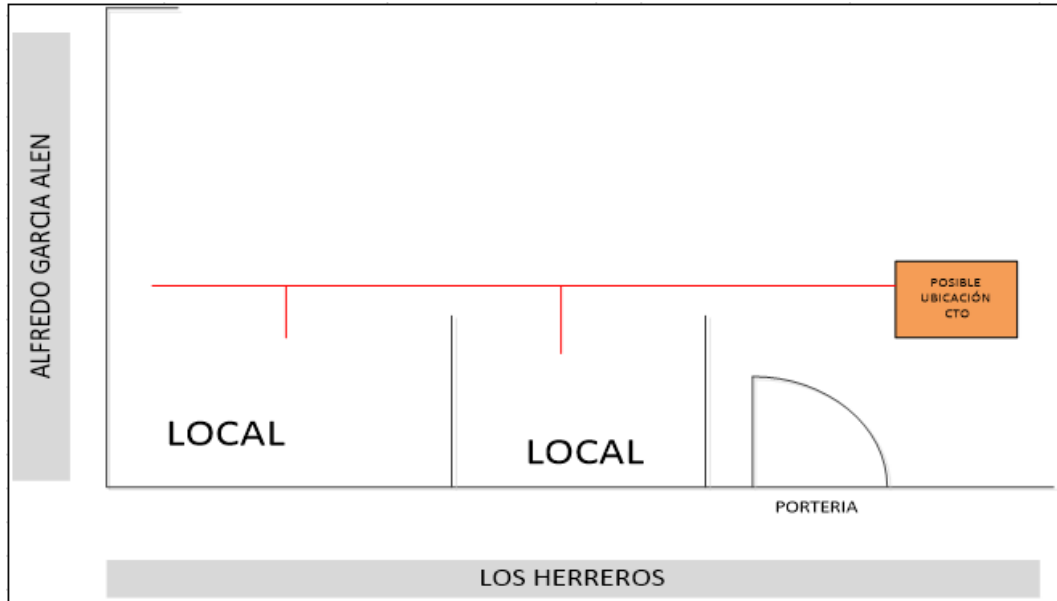 ALFREDO GARCIA ALEN
POSIBLE
UBICACIÓN
CTO
LOCAL
LOCAL
PORTERIA
LOS HERREROS